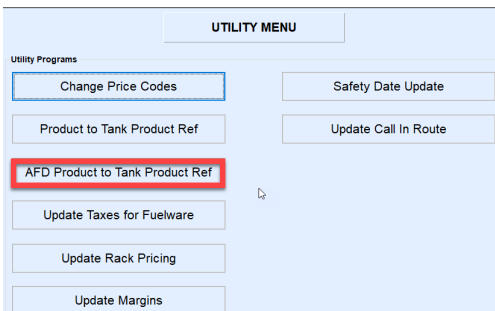 UTILITY MENU
Utility Programs
Change Price Codes
Safety Date Update
Product to Tank Product Ref
Update Call In Route
AFD Product to Tank Product Ref
Update Taxes for Fuelware
Update Rack Pricing
Update Margins